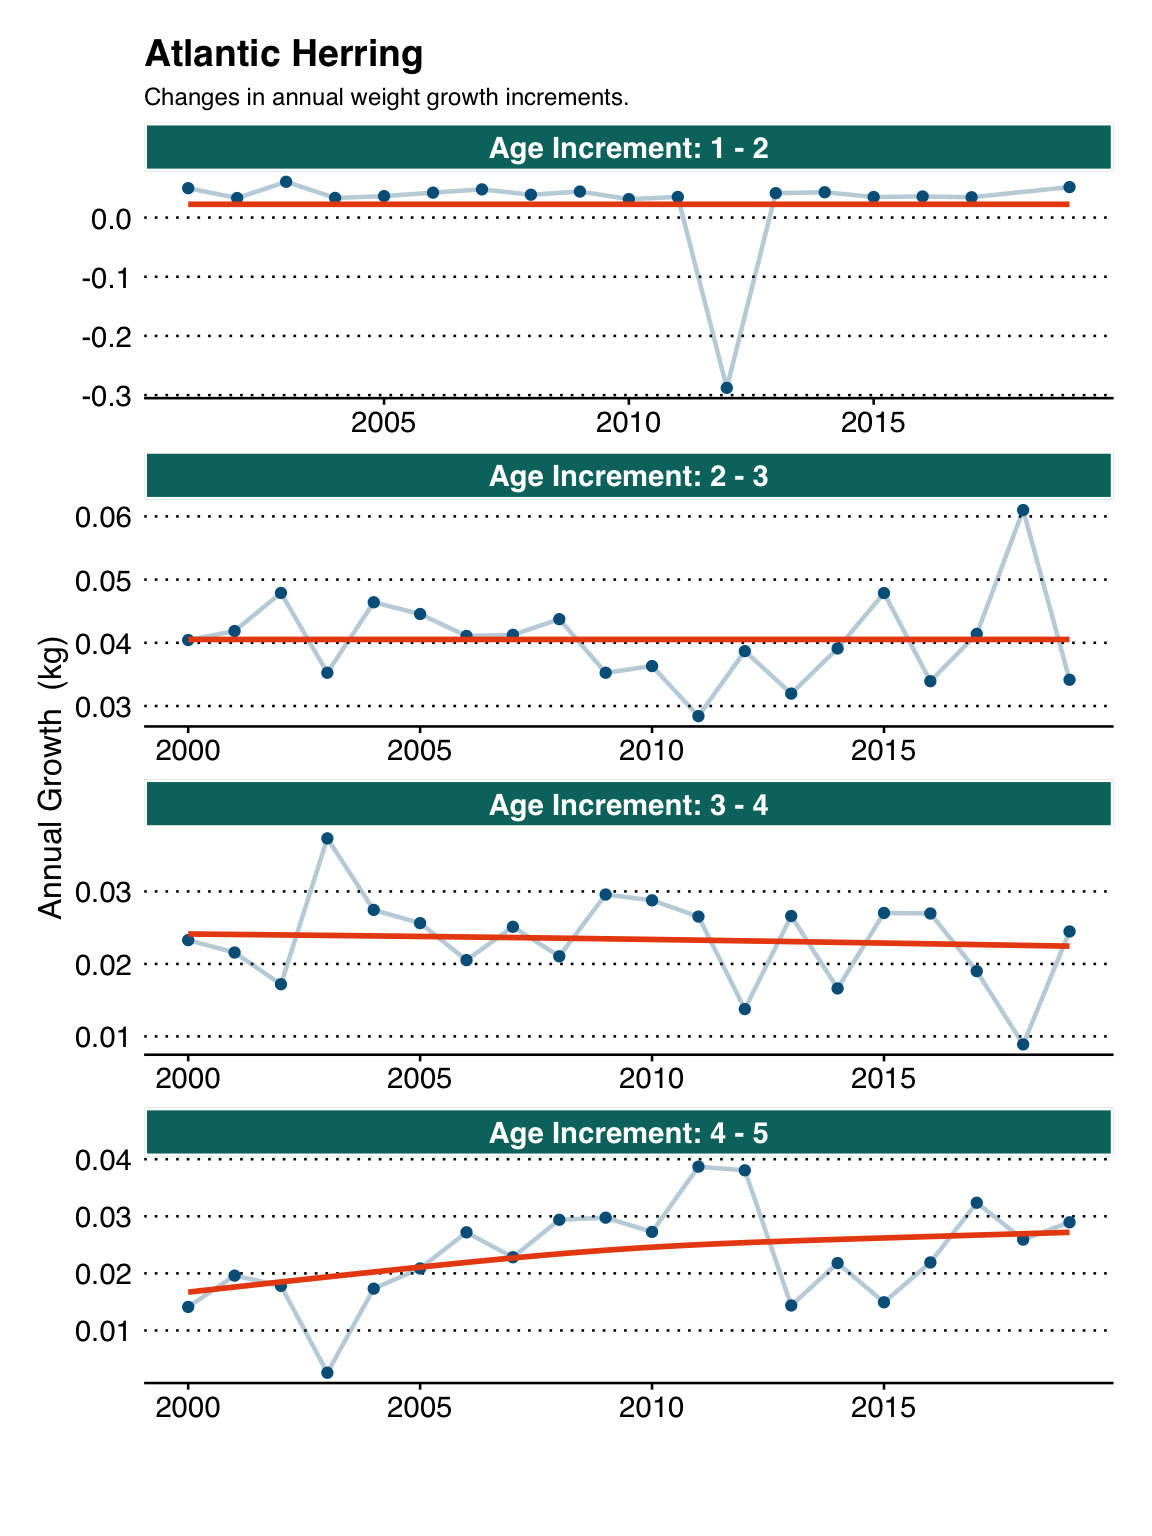 Atlantic Herring
Changes in annual weight growth increments.
Annual Growth (kg)
Age Increment: 1 - 2
0.0
-0.1
-0.2
-0.3
2005 2010 2015
Age Increment: 2 - 3
0.06
0.05
0.04
0.03
2000 2005 2010 2015
Age Increment: 3 - 4
0.03
0.02
0.01
2000 2005 2010 2015
Age Increment: 4 - 5
0.04
0.03
0.02
0.01
2000 2005 2010 2015